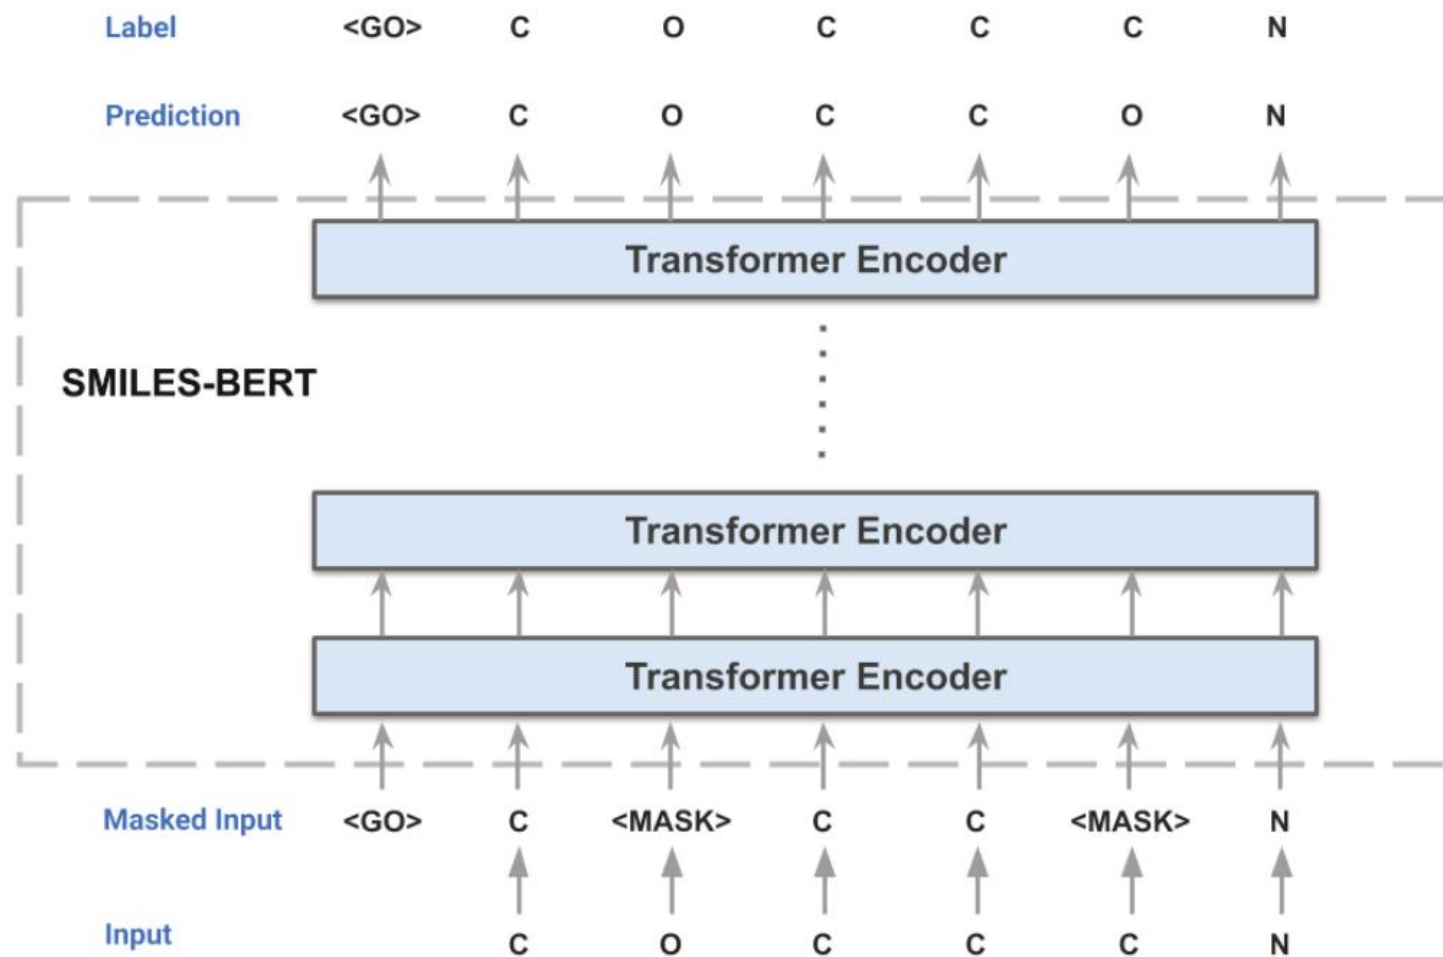 Label <GO> C O C C C N
Prediction <GO> C O C C O N
Transformer Encoder
SMILES-BERT
Transformer Encoder
Transformer Encoder
Masked Input <GO> C <MASK> C C <MASK> N
Input C O C C C N